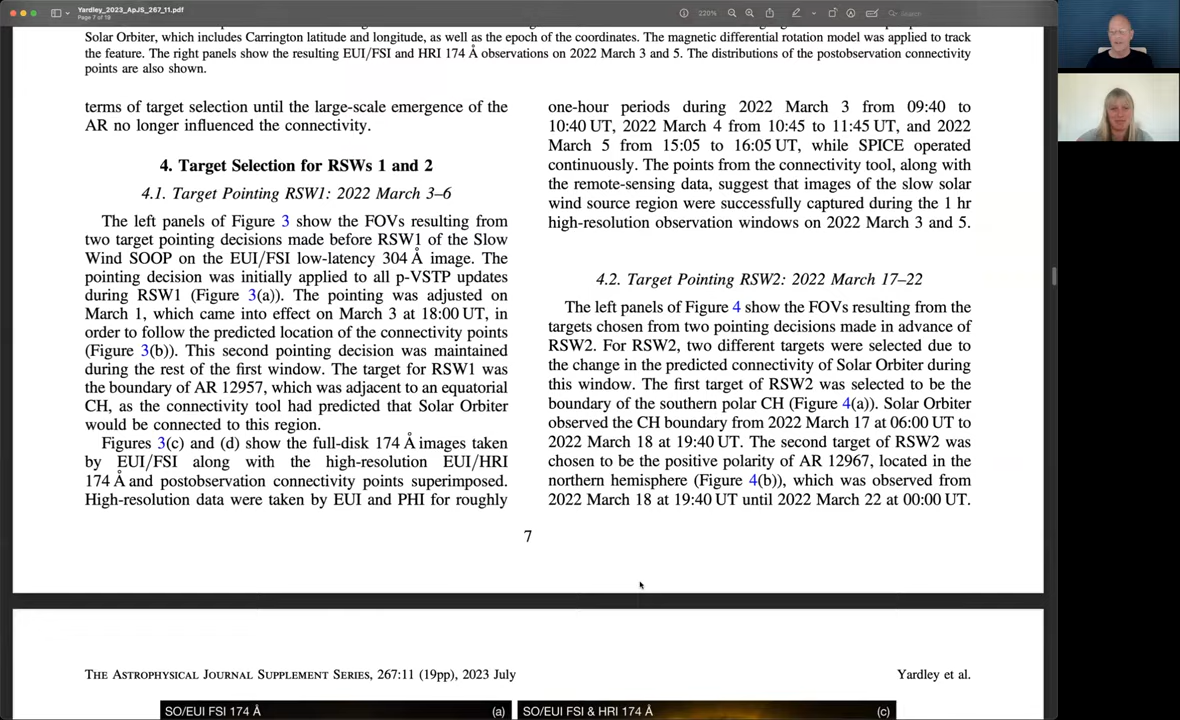 Yardley_2023_ApJS_267_11.pdf
Page 7 of 19
220%
Search
Solar Orbiter, which includes Carrington latitude and longitude, as well as the epoch of the coordinates. The magnetic differential rotation model was applied to track
the feature. The right panels show the resulting EUI/FSI and HRI 174 Å observations on 2022 March 3 and 5. The distributions of the postobservation connectivity
points are also shown.
terms of target selection until the large-scale emergence of the
AR no longer influenced the connectivity.
4. Target Selection for RSWs 1 and 2
4.1. Target Pointing RSW1: 2022 March 3–6
The left panels of Figure 3 show the FOVs resulting from
two target pointing decisions made before RSW1 of the Slow
Wind SOOP on the EUI/FSI low-latency 304 Å image. The
pointing decision was initially applied to all p-VSTP updates
during RSW1 (Figure 3(a)). The pointing was adjusted on
March 1, which came into effect on March 3 at 18:00 UT, in
order to follow the predicted location of the connectivity points
(Figure 3(b)). This second pointing decision was maintained
during the rest of the first window. The target for RSW1 was
the boundary of AR 12957, which was adjacent to an equatorial
CH, as the connectivity tool had predicted that Solar Orbiter
would be connected to this region.
Figures 3(c) and (d) show the full-disk 174 Å images taken
by EUI/FSI along with the high-resolution EUI/HRI
174 Å and postobservation connectivity points superimposed.
High-resolution data were taken by EUI and PHI for roughly
one-hour periods during 2022 March 3 from 09:40 to
10:40 UT, 2022 March 4 from 10:45 to 11:45 UT, and 2022
March 5 from 15:05 to 16:05 UT, while SPICE operated
continuously. The points from the connectivity tool, along with
the remote-sensing data, suggest that images of the slow solar
wind source region were successfully captured during the 1 hr
high-resolution observation windows on 2022 March 3 and 5.
4.2. Target Pointing RSW2: 2022 March 17–22
The left panels of Figure 4 show the FOVs resulting from the
targets chosen from two pointing decisions made in advance of
RSW2. For RSW2, two different targets were selected due to
the change in the predicted connectivity of Solar Orbiter during
this window. The first target of RSW2 was selected to be the
boundary of the southern polar CH (Figure 4(a)). Solar Orbiter
observed the CH boundary from 2022 March 17 at 06:00 UT to
2022 March 18 at 19:40 UT. The second target of RSW2 was
chosen to be the positive polarity of AR 12967, located in the
northern hemisphere (Figure 4(b)), which was observed from
2022 March 18 at 19:40 UT until 2022 March 22 at 00:00 UT.
7
THE ASTROPHYSICAL JOURNAL SUPPLEMENT SERIES, 267:11 (19pp), 2023 July
Yardley et al.
SO/EUI FSI 174 Å
(a)
SO/EUI FSI & HRI 174 Å
(c)